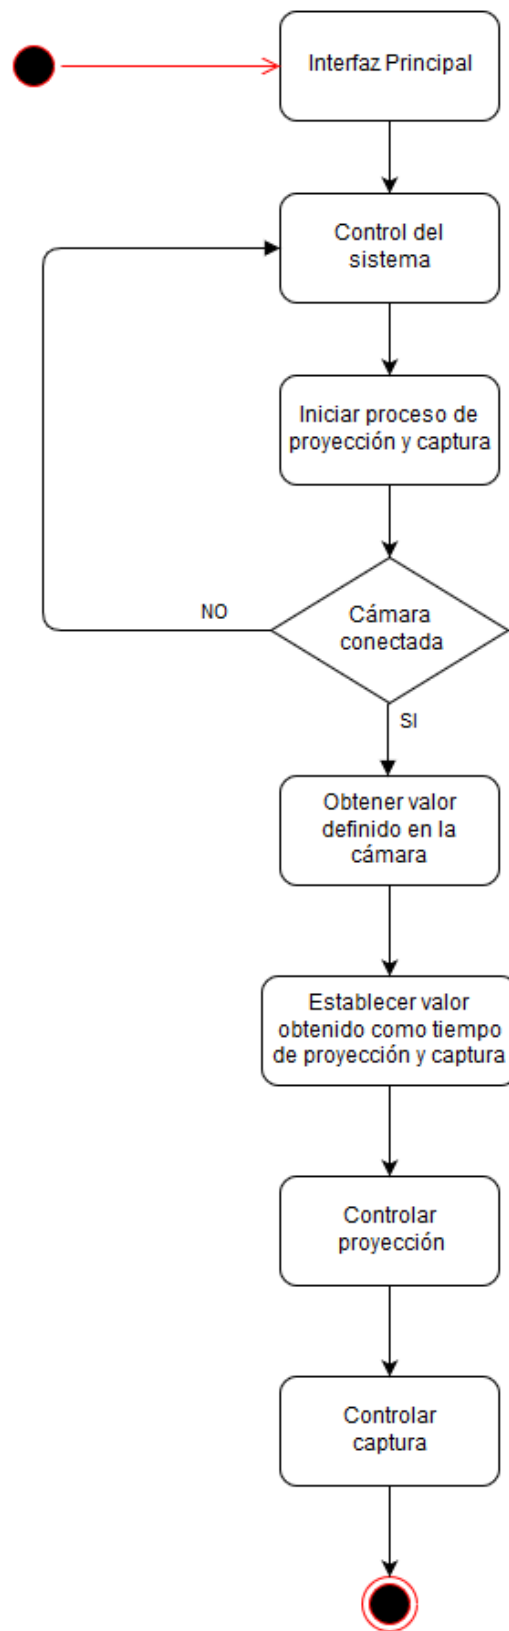 Interfaz Principal
Control del
sistema
Iniciar proceso de
proyección y captura
Cámara
conectada
NO
SI
Obtener valor
definido en la
cámara
Establecer valor
obtenido como tiempo
de proyección y captura
Controlar
proyección
Controlar
captura